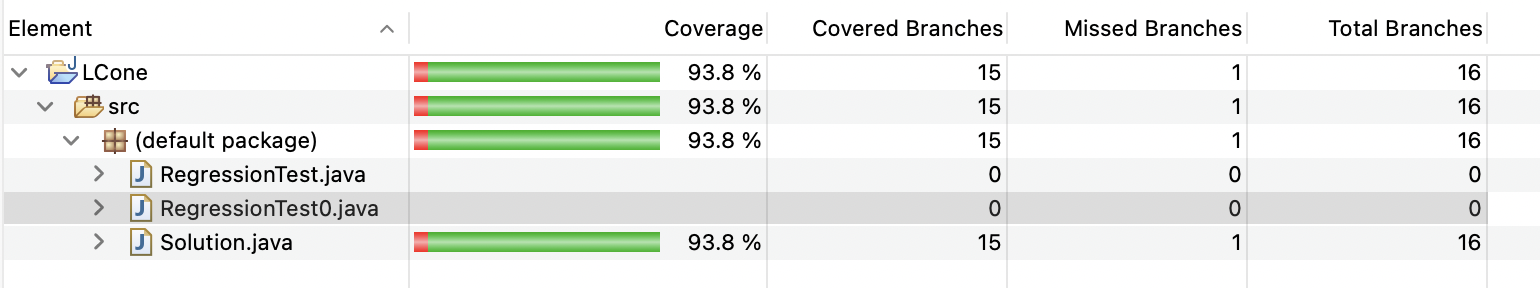 Element Coverage Covered Branches Missed Branches Total Branches
LCone 93.8 % 15 1 16
src 93.8 % 15 1 16
(default package) 93.8 % 15 1 16
RegressionTest.java 0 0 0
RegressionTest0.java 0 0 0
Solution.java 93.8 % 15 1 16